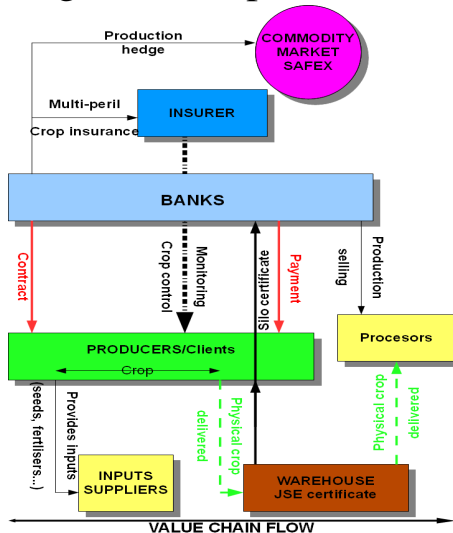 Production
hedge
COMMODITY
MARKET
SAFEX
Multi-peril
Crop insurance
INSURER
BANKS
Contract
Monitoring
Crop control
Silo certificate
Payment
Production
selling
PRODUCERS/Clients
Crop
Procesors
Provides inputs
(seeds, fertlisers...)
Physical crop
delivered
Physical crop
delivered
INPUTS
SUPPLIERS
WAREHOUSE
JSE certificate
VALUE CHAIN FLOW